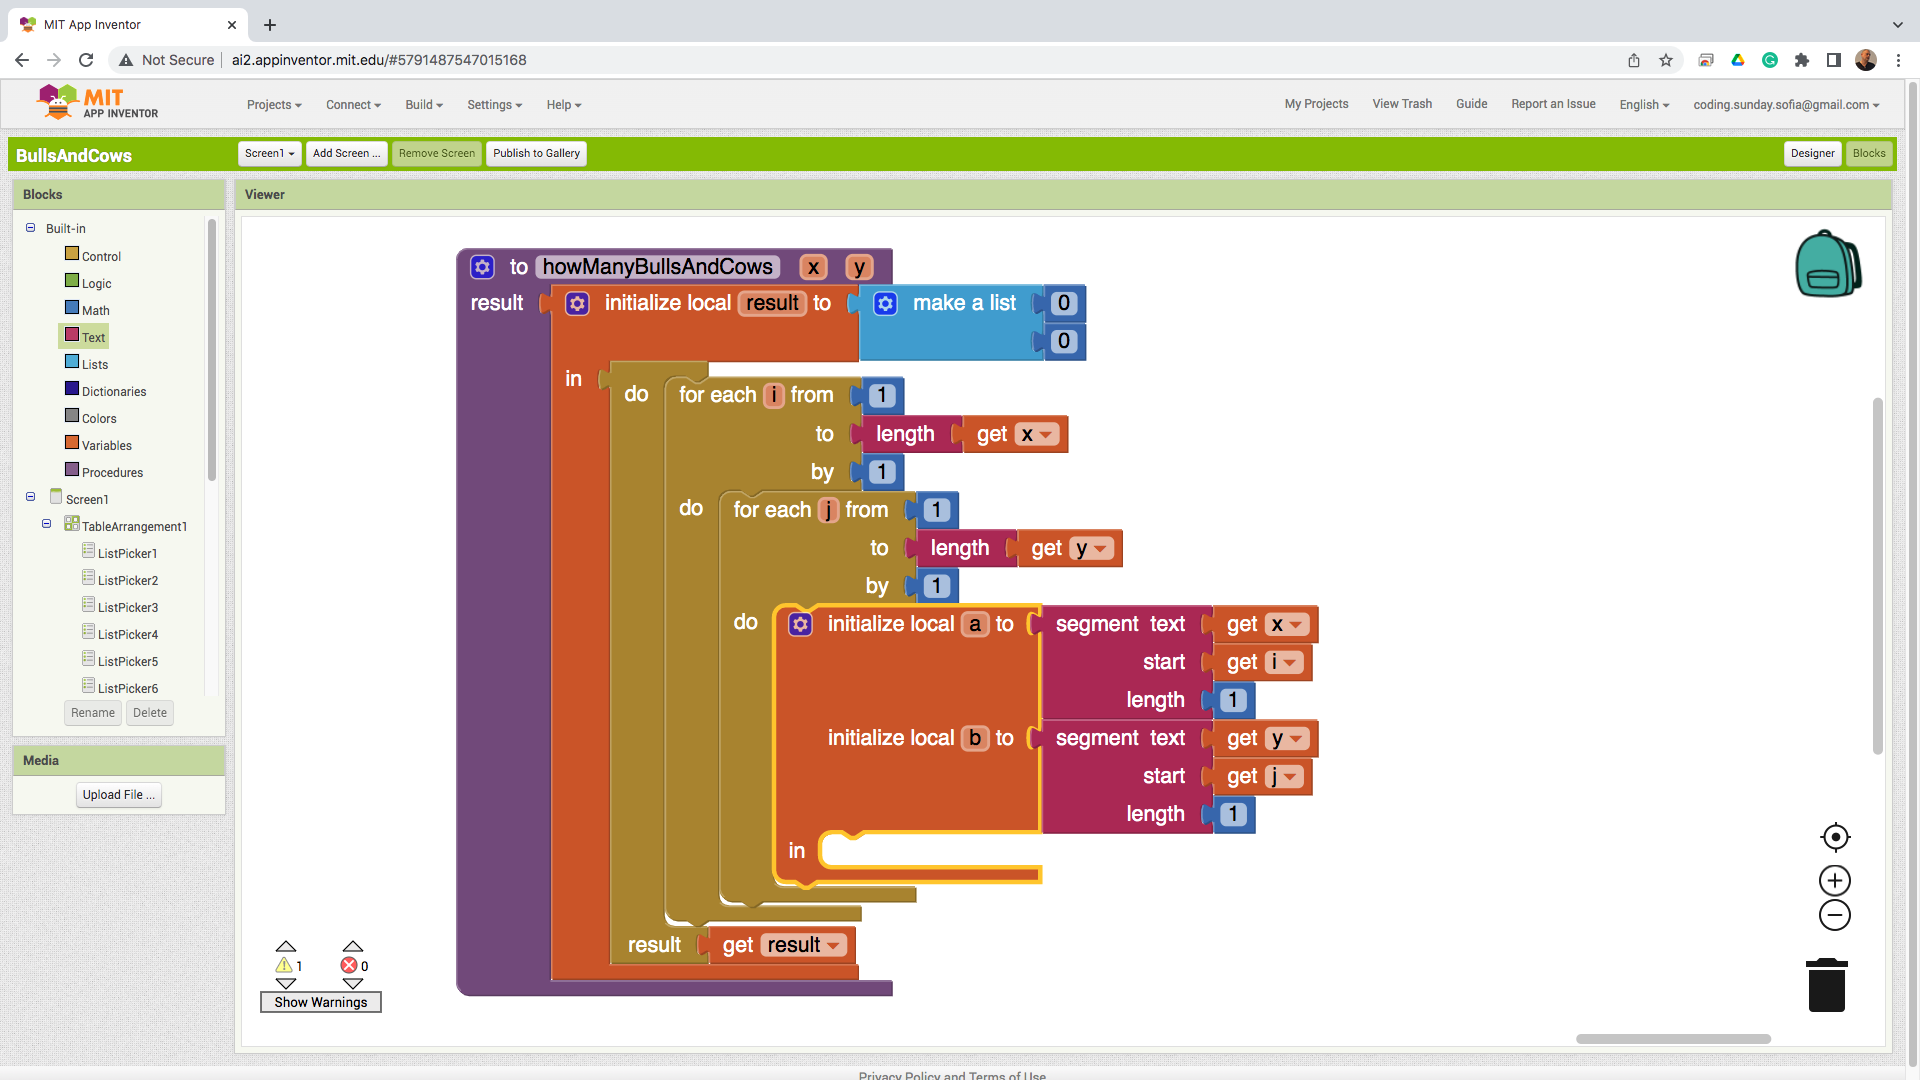 MIT App Inventor
Not Secure
ai2.appinventor.mit.edu/#5791487547015168
MIT
APP INVENTOR
Projects
Connect
Build
Settings
Help
My Projects
View Trash
Guide
Report an Issue
English
coding.sunday.sofia@gmail.com
BullsAndCows
Screen1
Add Screen ...
Remove Screen
Publish to Gallery
Designer
Blocks
Blocks
Viewer
Built-in
Control
Logic
Math
Text
Lists
Dictionaries
Colors
Variables
Procedures
Screen1
TableArrangement1
ListPicker1
ListPicker2
ListPicker3
ListPicker4
ListPicker5
ListPicker6
Rename
Delete
Media
Upload File ...
to howManyBullsAndCows x y
result initialize local result to make a list 0
0
in do for each i from 1
to length get x
by 1
do for each j from 1
to length get y
by 1
do initialize local a to segment text get x
start get i
length 1
initialize local b to segment text get y
start get j
length 1
in
result get result
1
0
Show Warnings
Privacy Policy and Terms of Use